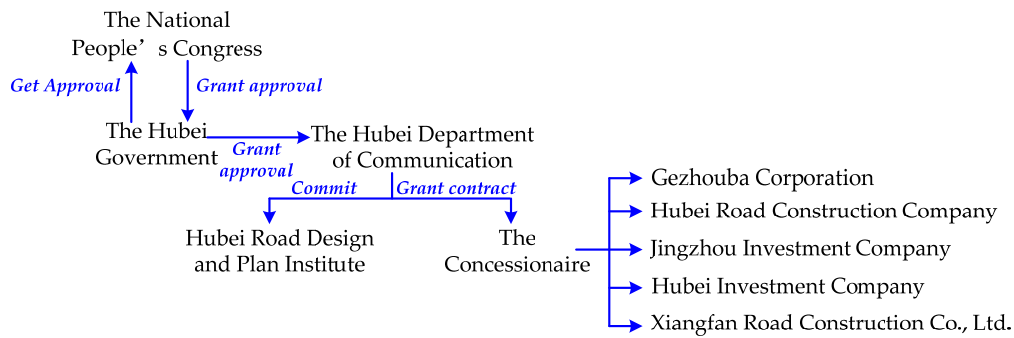 The National
People’s Congress
Get Approval
Grant approval
The Hubei
Government
Grant
approval
The Hubei Department
of Communication
Commit
Grant contract
Hubei Road Design
and Plan Institute
The
Concessionaire
Gezhouba Corporation
Hubei Road Construction Company
Jingzhou Investment Company
Hubei Investment Company
Xiangfan Road Construction Co., Ltd.